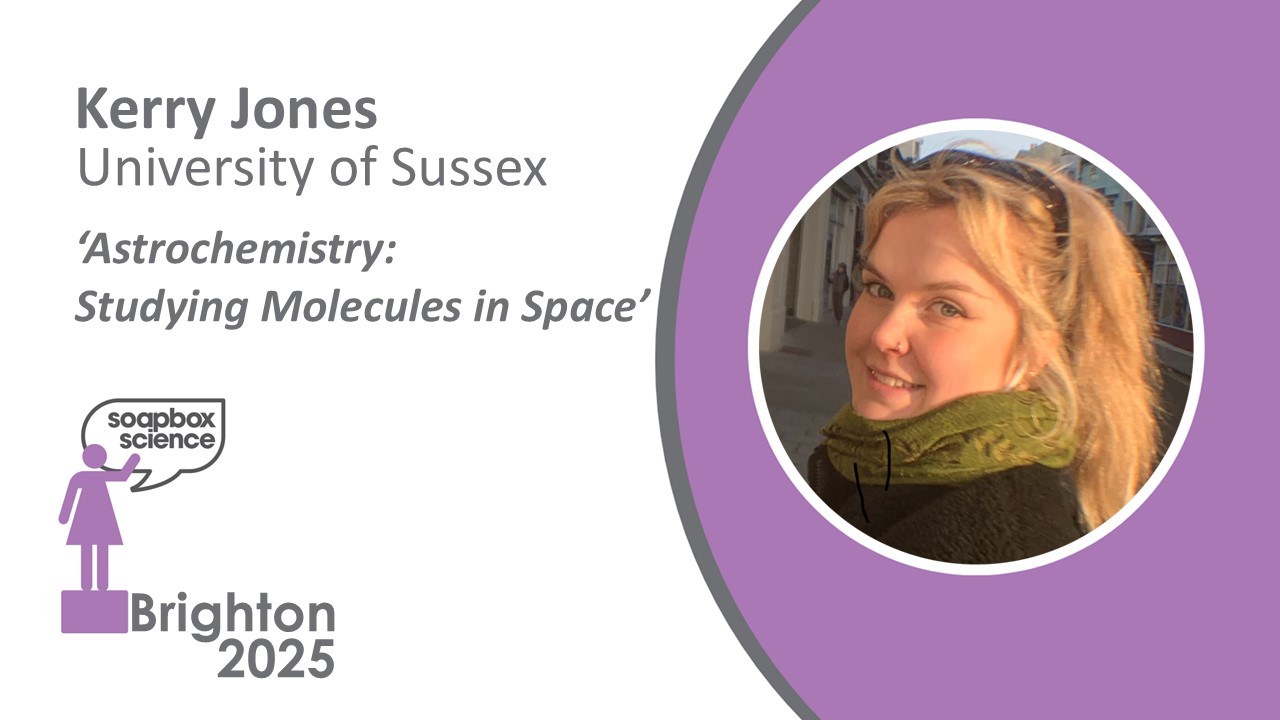 Kerry Jones
University of Sussex
‘Astrochemistry:
Studying Molecules in Space’
soapbox
science
Brighton
2025